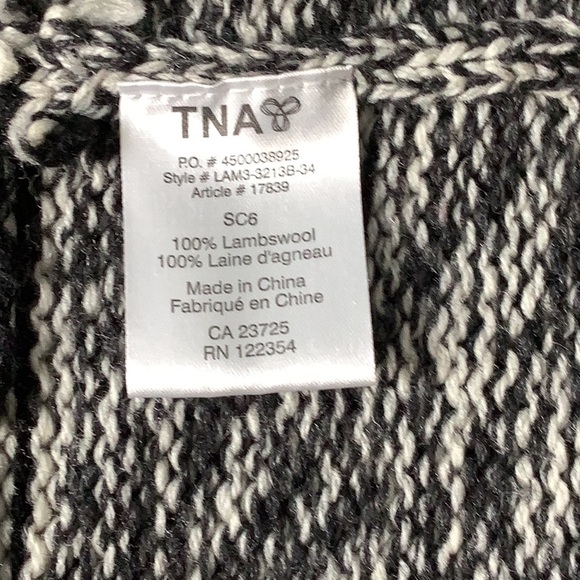 TNA
P.O. # 4500038925
Style # LAM3-3213B-34
Article # 17839
SC6
100% Lambswool
100% Laine d'agneau
Made in China
Fabriqué en Chine
CA 23725
RN 122354